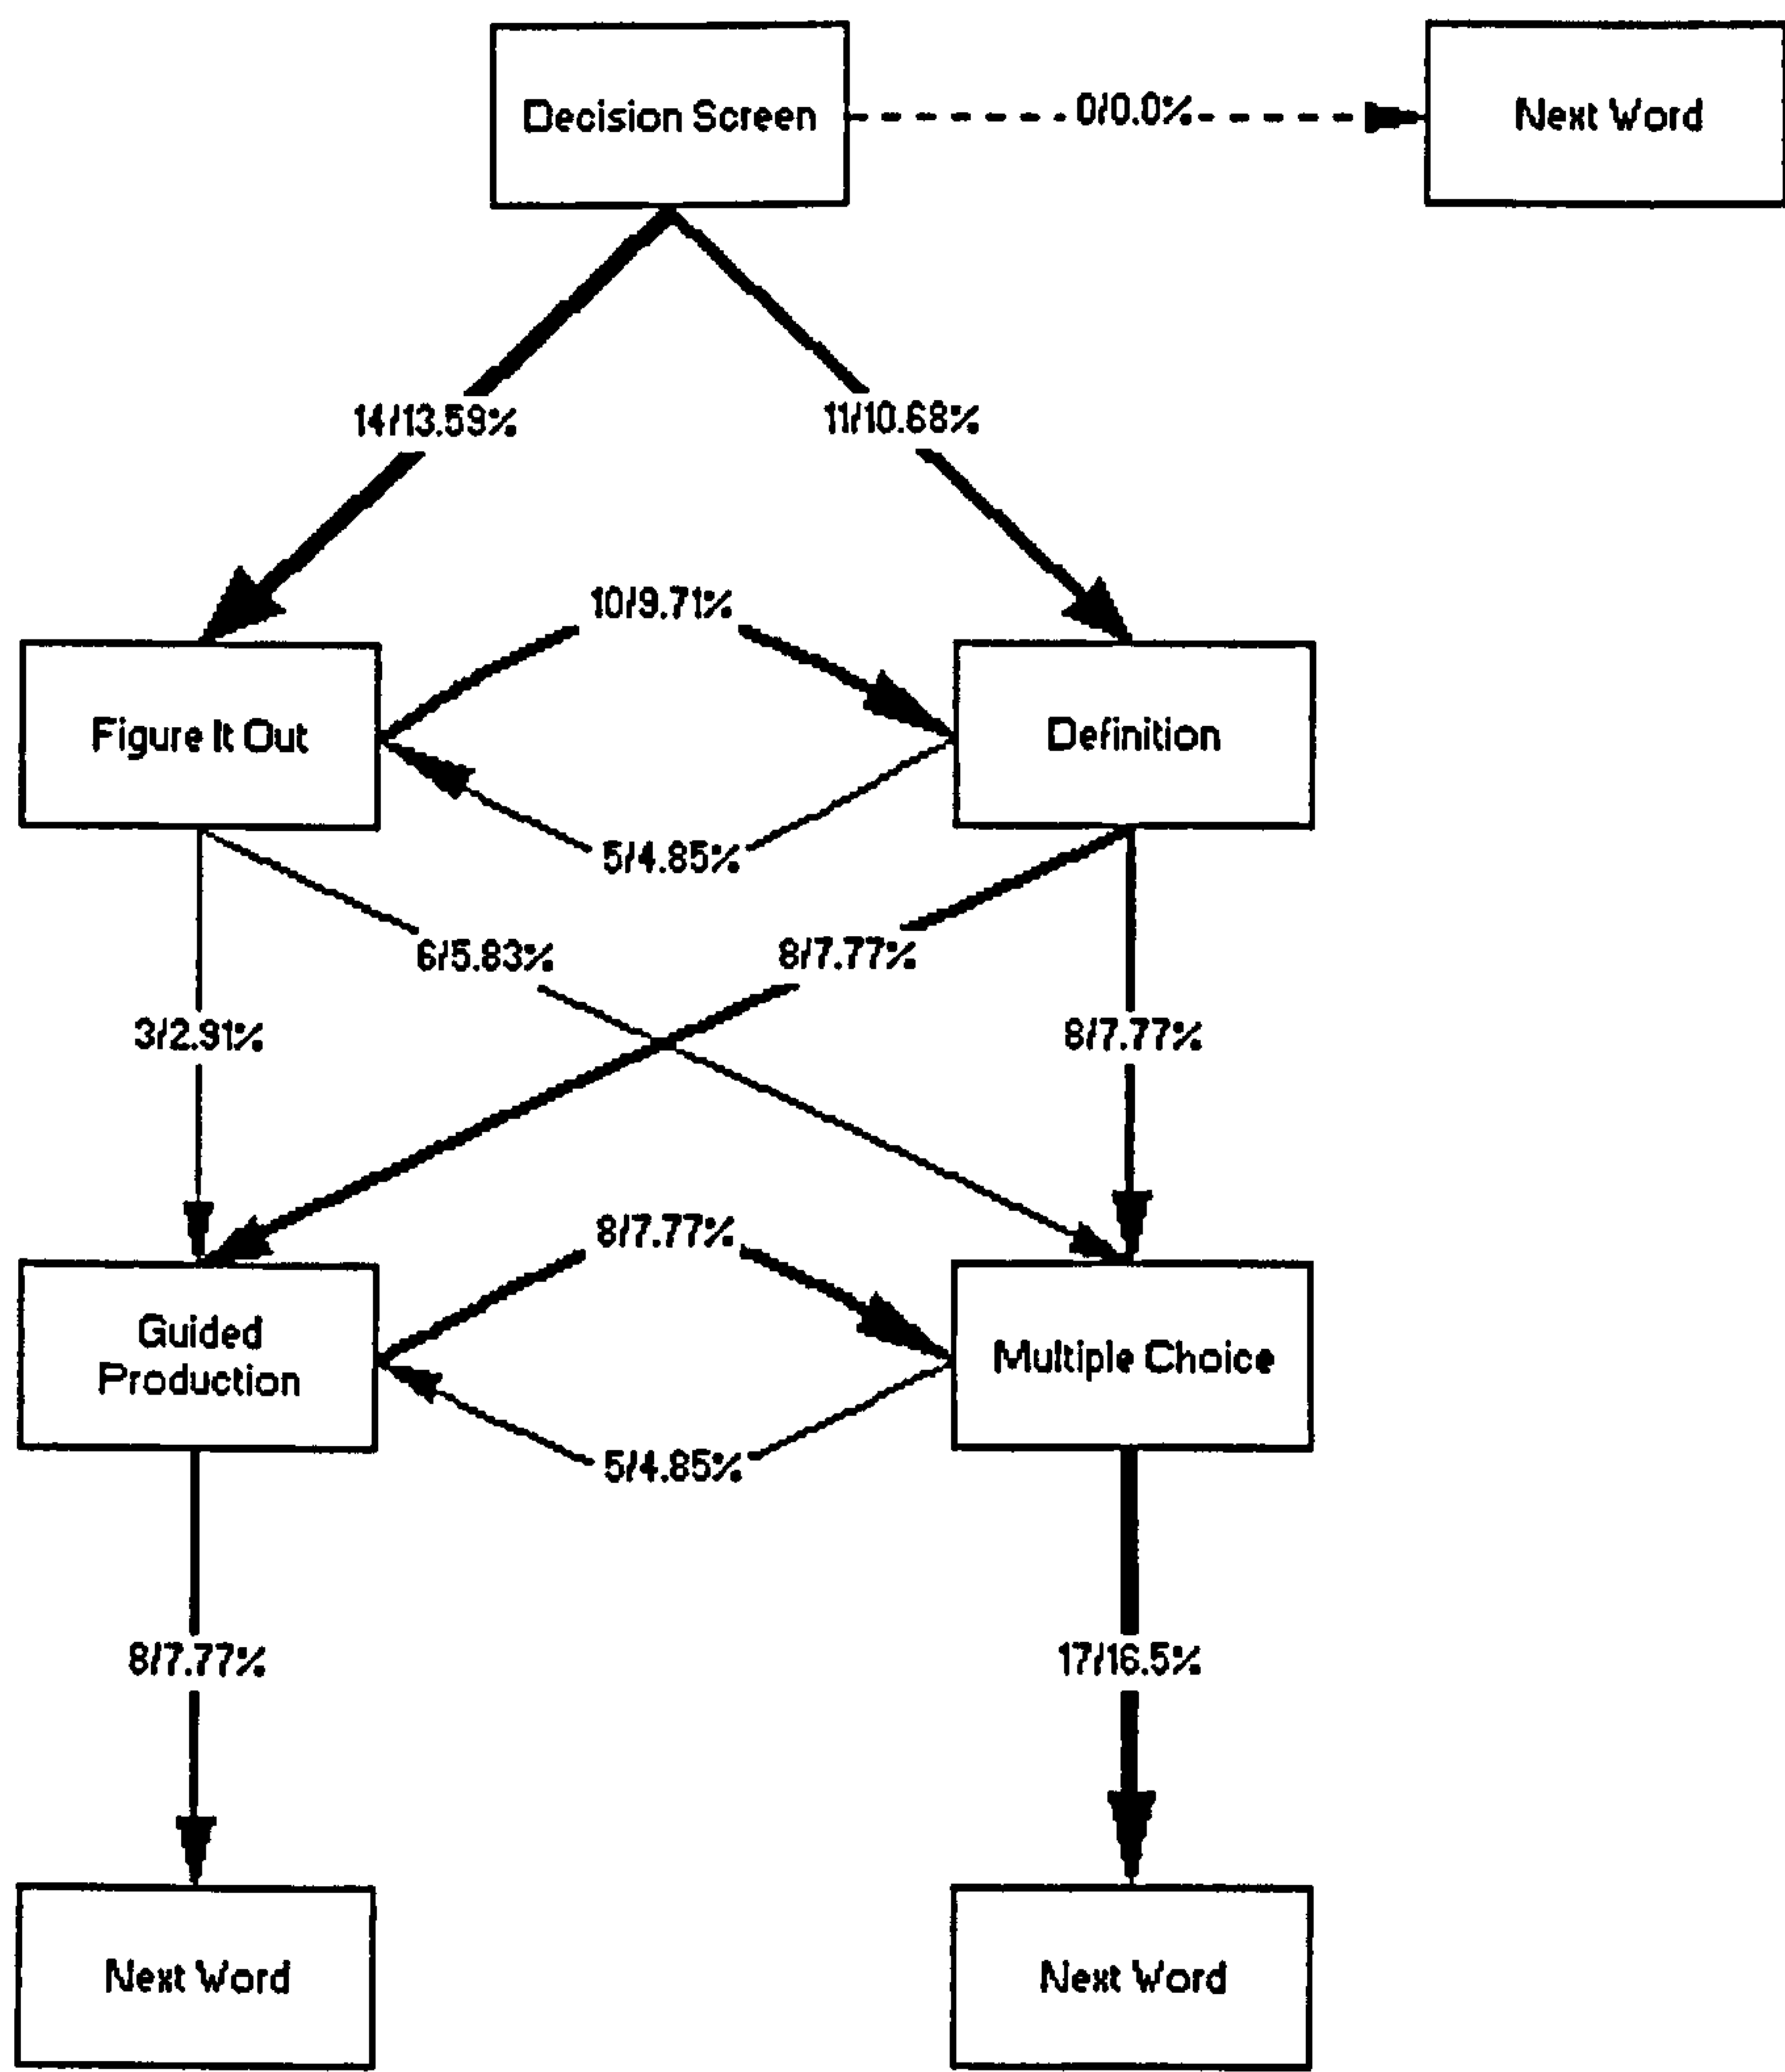 Decision Screen
0/0.0%
Next Word
14/13.59%
11/10.68%
10/9.71%
Figure It Out
Definition
5/4.85%
6/5.83%
8/7.77%
3/2.91%
8/7.77%
8/7.77%
Guided
Production
Multiple Choice
5/4.85%
8/7.77%
17/16.5%
Next Word
Next Word